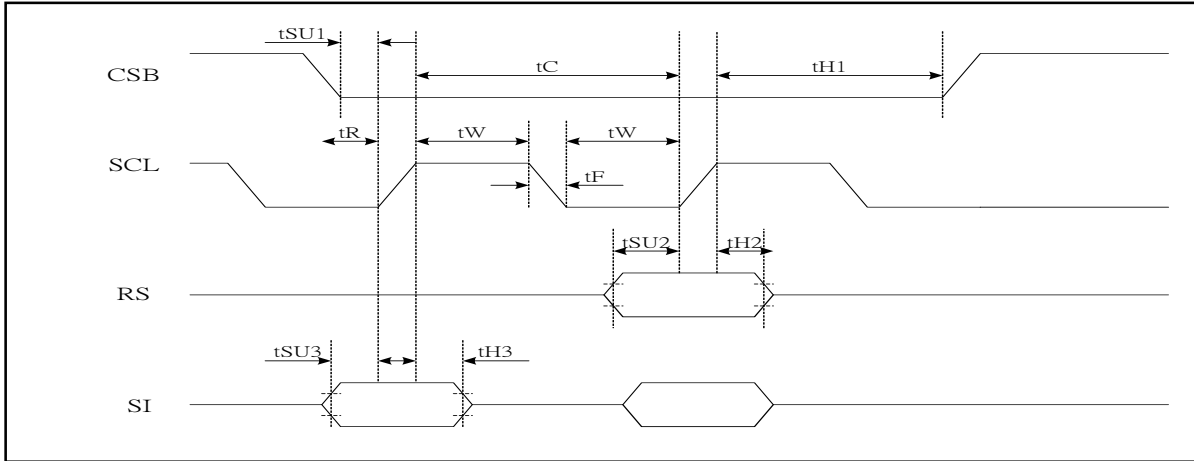 tSU1
CSB
tC
tH1
tR
tW
tW
SCL
tF
tSU2
tH2
RS
tSU3
tH3
SI